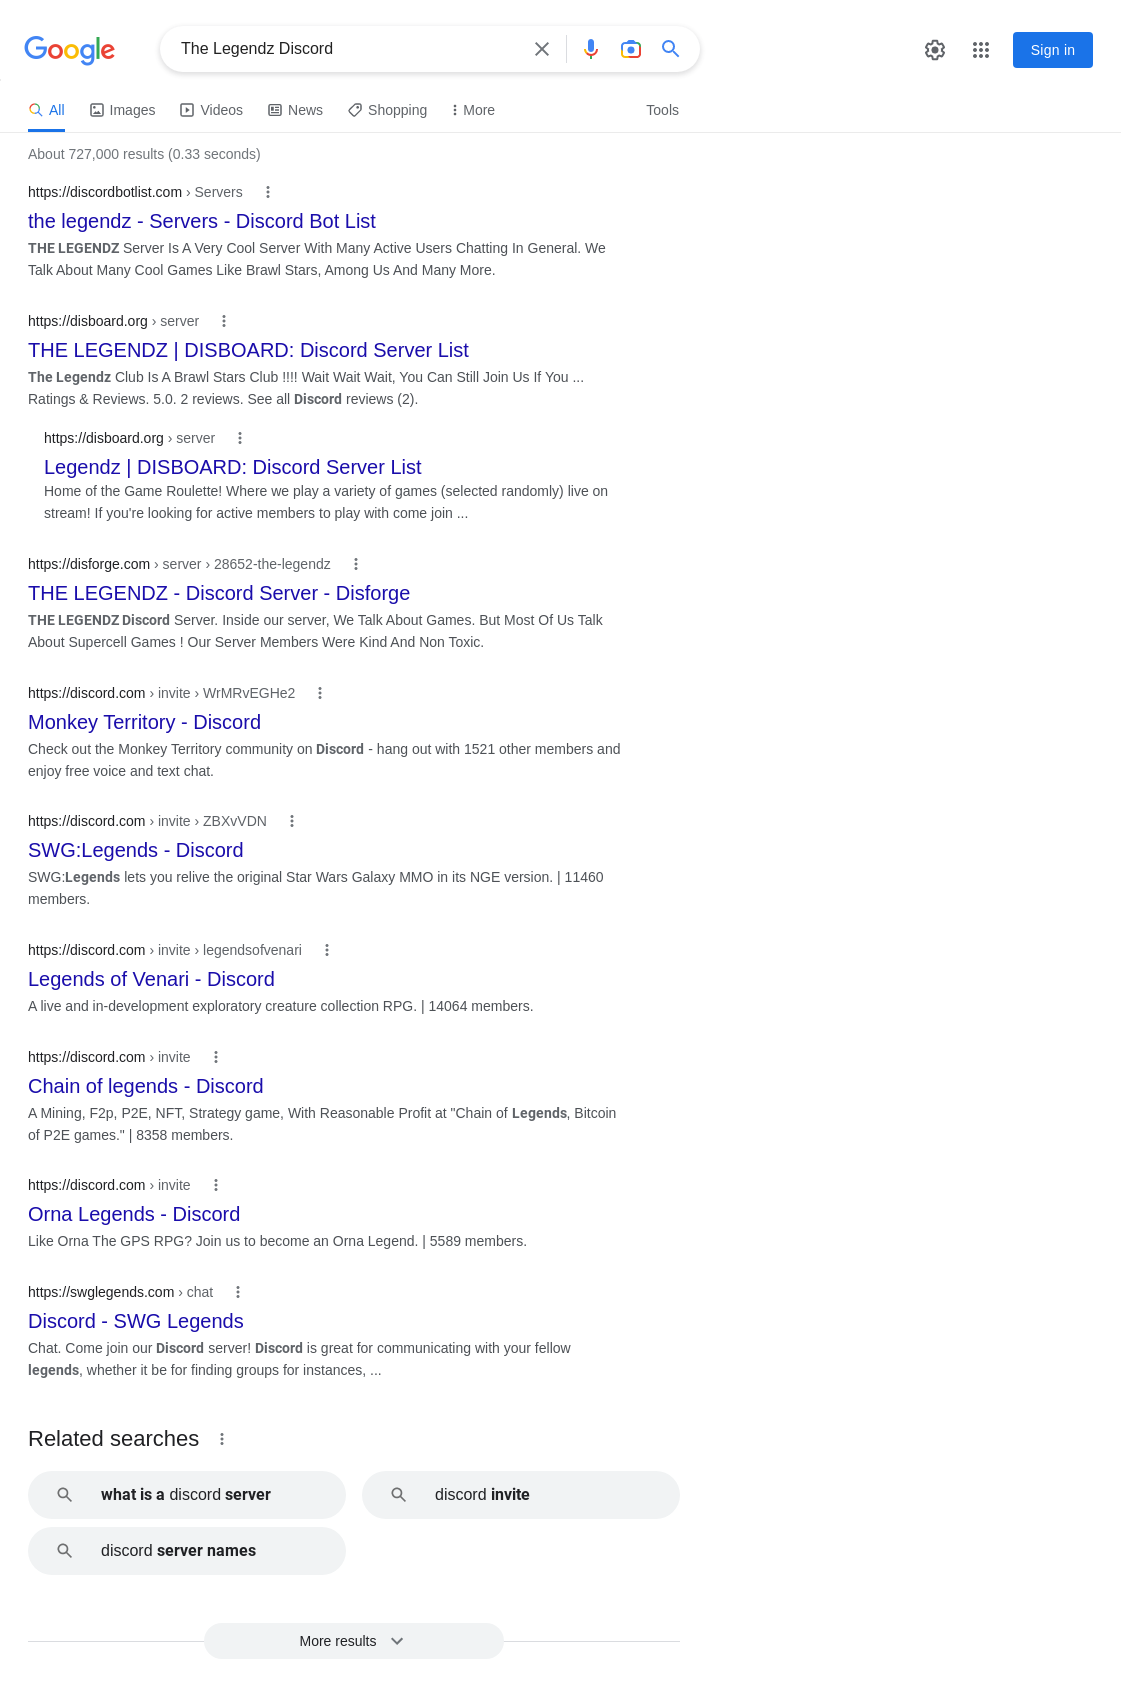 Google
The Legendz Discord
Sign in
All Images Videos News Shopping More Tools
About 727,000 results (0.33 seconds)
https://discordbotlist.com › Servers
the legendz - Servers - Discord Bot List
THE LEGENDZ Server Is A Very Cool Server With Many Active Users Chatting In General. We
Talk About Many Cool Games Like Brawl Stars, Among Us And Many More.
https://disboard.org › server
THE LEGENDZ | DISBOARD: Discord Server List
The Legendz Club Is A Brawl Stars Club !!!! Wait Wait Wait, You Can Still Join Us If You ...
Ratings & Reviews. 5.0. 2 reviews. See all Discord reviews (2).
https://disboard.org › server
Legendz | DISBOARD: Discord Server List
Home of the Game Roulette! Where we play a variety of games (selected randomly) live on
stream! If you're looking for active members to play with come join ...
https://disforge.com › server › 28652-the-legendz
THE LEGENDZ - Discord Server - Disforge
THE LEGENDZ Discord Server. Inside our server, We Talk About Games. But Most Of Us Talk
About Supercell Games ! Our Server Members Were Kind And Non Toxic.
https://discord.com › invite › WrMRvEGHe2
Monkey Territory - Discord
Check out the Monkey Territory community on Discord - hang out with 1521 other members and
enjoy free voice and text chat.
https://discord.com › invite › ZBXvVDN
SWG:Legends - Discord
SWG:Legends lets you relive the original Star Wars Galaxy MMO in its NGE version. | 11460
members.
https://discord.com › invite › legendsofvenari
Legends of Venari - Discord
A live and in-development exploratory creature collection RPG. | 14064 members.
https://discord.com › invite
Chain of legends - Discord
A Mining, F2p, P2E, NFT, Strategy game, With Reasonable Profit at "Chain of Legends, Bitcoin
of P2E games." | 8358 members.
https://discord.com › invite
Orna Legends - Discord
Like Orna The GPS RPG? Join us to become an Orna Legend. | 5589 members.
https://swglegends.com › chat
Discord - SWG Legends
Chat. Come join our Discord server! Discord is great for communicating with your fellow
legends, whether it be for finding groups for instances, ...
Related searches
what is a discord server
discord invite
discord server names
More results